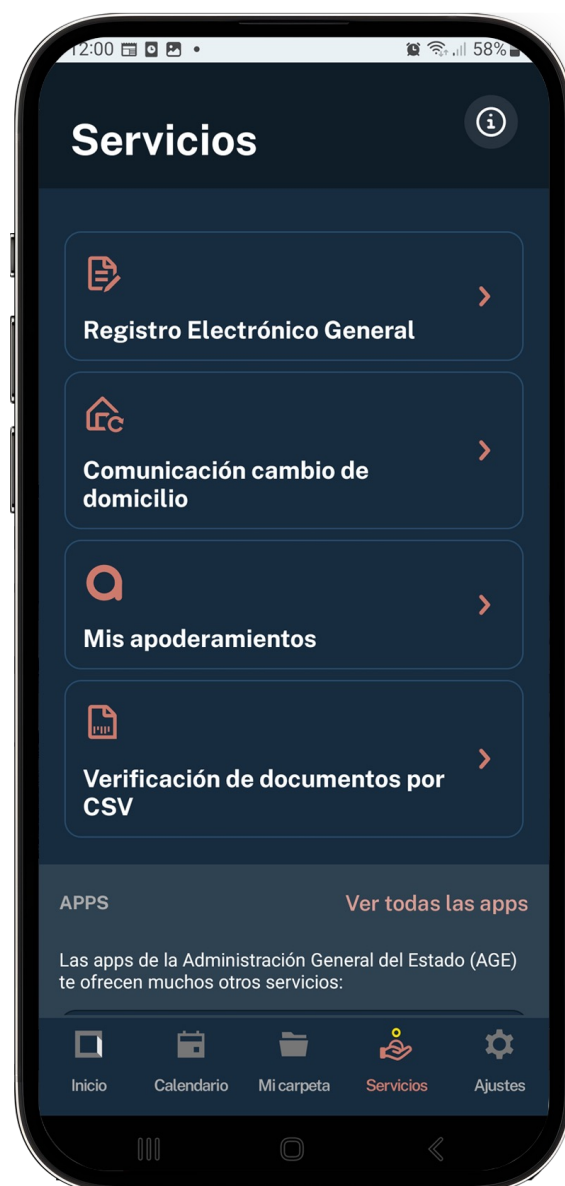 12:00
58%
Servicios
Registro Electrónico General
Comunicación cambio de
domicilio
Mis apoderamientos
Verificación de documentos por
CSV
APPS
Ver todas las apps
Las apps de la Administración General del Estado (AGE)
te ofrecen muchos otros servicios:
Inicio
Calendario
Mi carpeta
Servicios
Ajustes